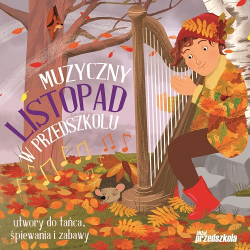 MUZYCZNY
LISTOPAD
W PRZEDSZKOLU
utwory do tańca,
śpiewania i zabawy
przedszkola